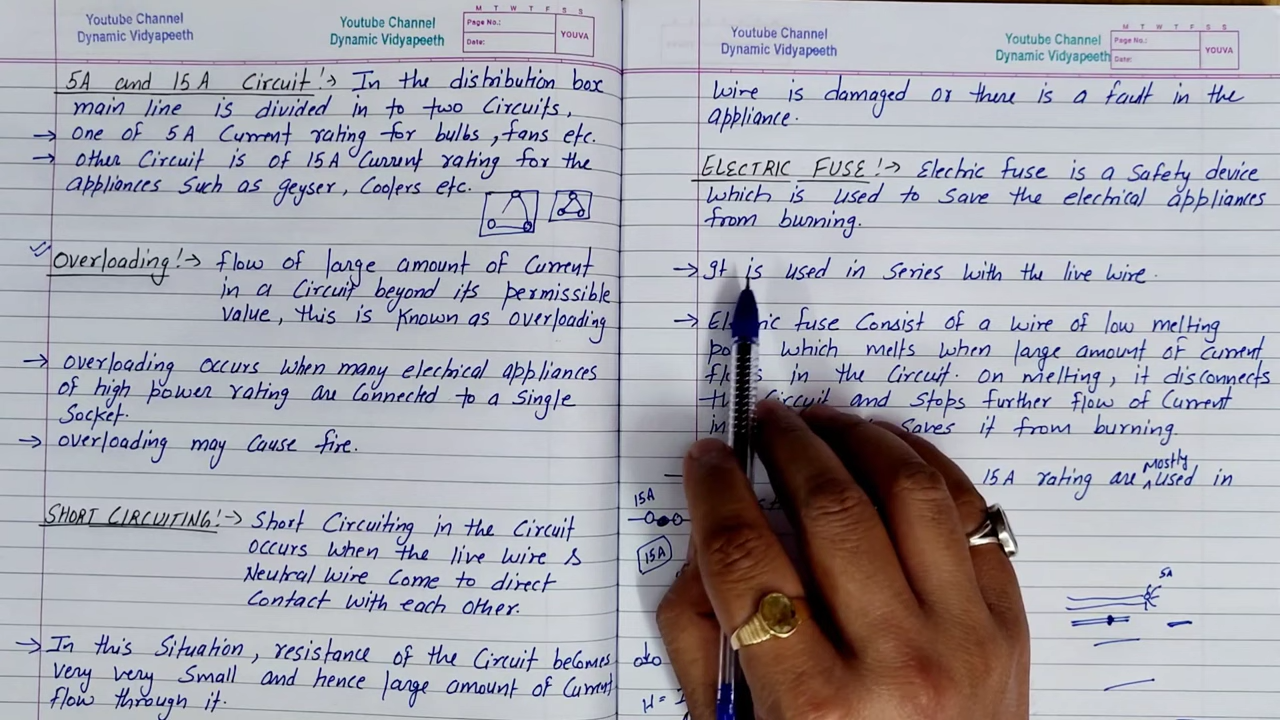 Youtube Channel
Dynamic Vidyapeeth
Youtube Channel
Dynamic Vidyapeeth
M T W T F S S
Page No.:
Date:
YOUVA
5A and 15A Circuit!→ In the distribution box
main line is divided in to two Circuits,
→ one of 5A Current rating for bulbs, fans etc.
→ other Circuit is of 15A Current rating for the
appliances Such as geyser, Coolers etc.
Overloading!→ flow of large amount of Current
in a Circuit beyond its permissible
value, this is known as overloading
→ overloading occurs when many electrical appliances
of high power rating are Connected to a Single
Socket.
→ overloading may Cause fire.
SHORT CIRCUITING!→ Short Circuiting in the Circuit
occurs when the live wire &
Neutral wire Come to direct
Contact with each other.
→ In this Situation, resistance of the Circuit becomes
very very Small and hence large amount of Current
flow through it.
Youtube Channel
Dynamic Vidyapeeth
Youtube Channel
Dynamic Vidyapeeth
M T W T F S S
Page No.:
Date:
YOUVA
wire is damaged or there is a fault in the
appliance.
ELECTRIC FUSE!→ Electric fuse is a Safety device
which is used to Save the electrical appliances
from burning.
→ It is used in Series with the live wire.
→ fuse Consist of a wire of low melting
which melts when large amount of Current
in the Circuit. On melting, it disconnects
Circuit and Stops further flow of Current
Saves it from burning.
15A rating are mostly used in
15A
15A
5A
H =